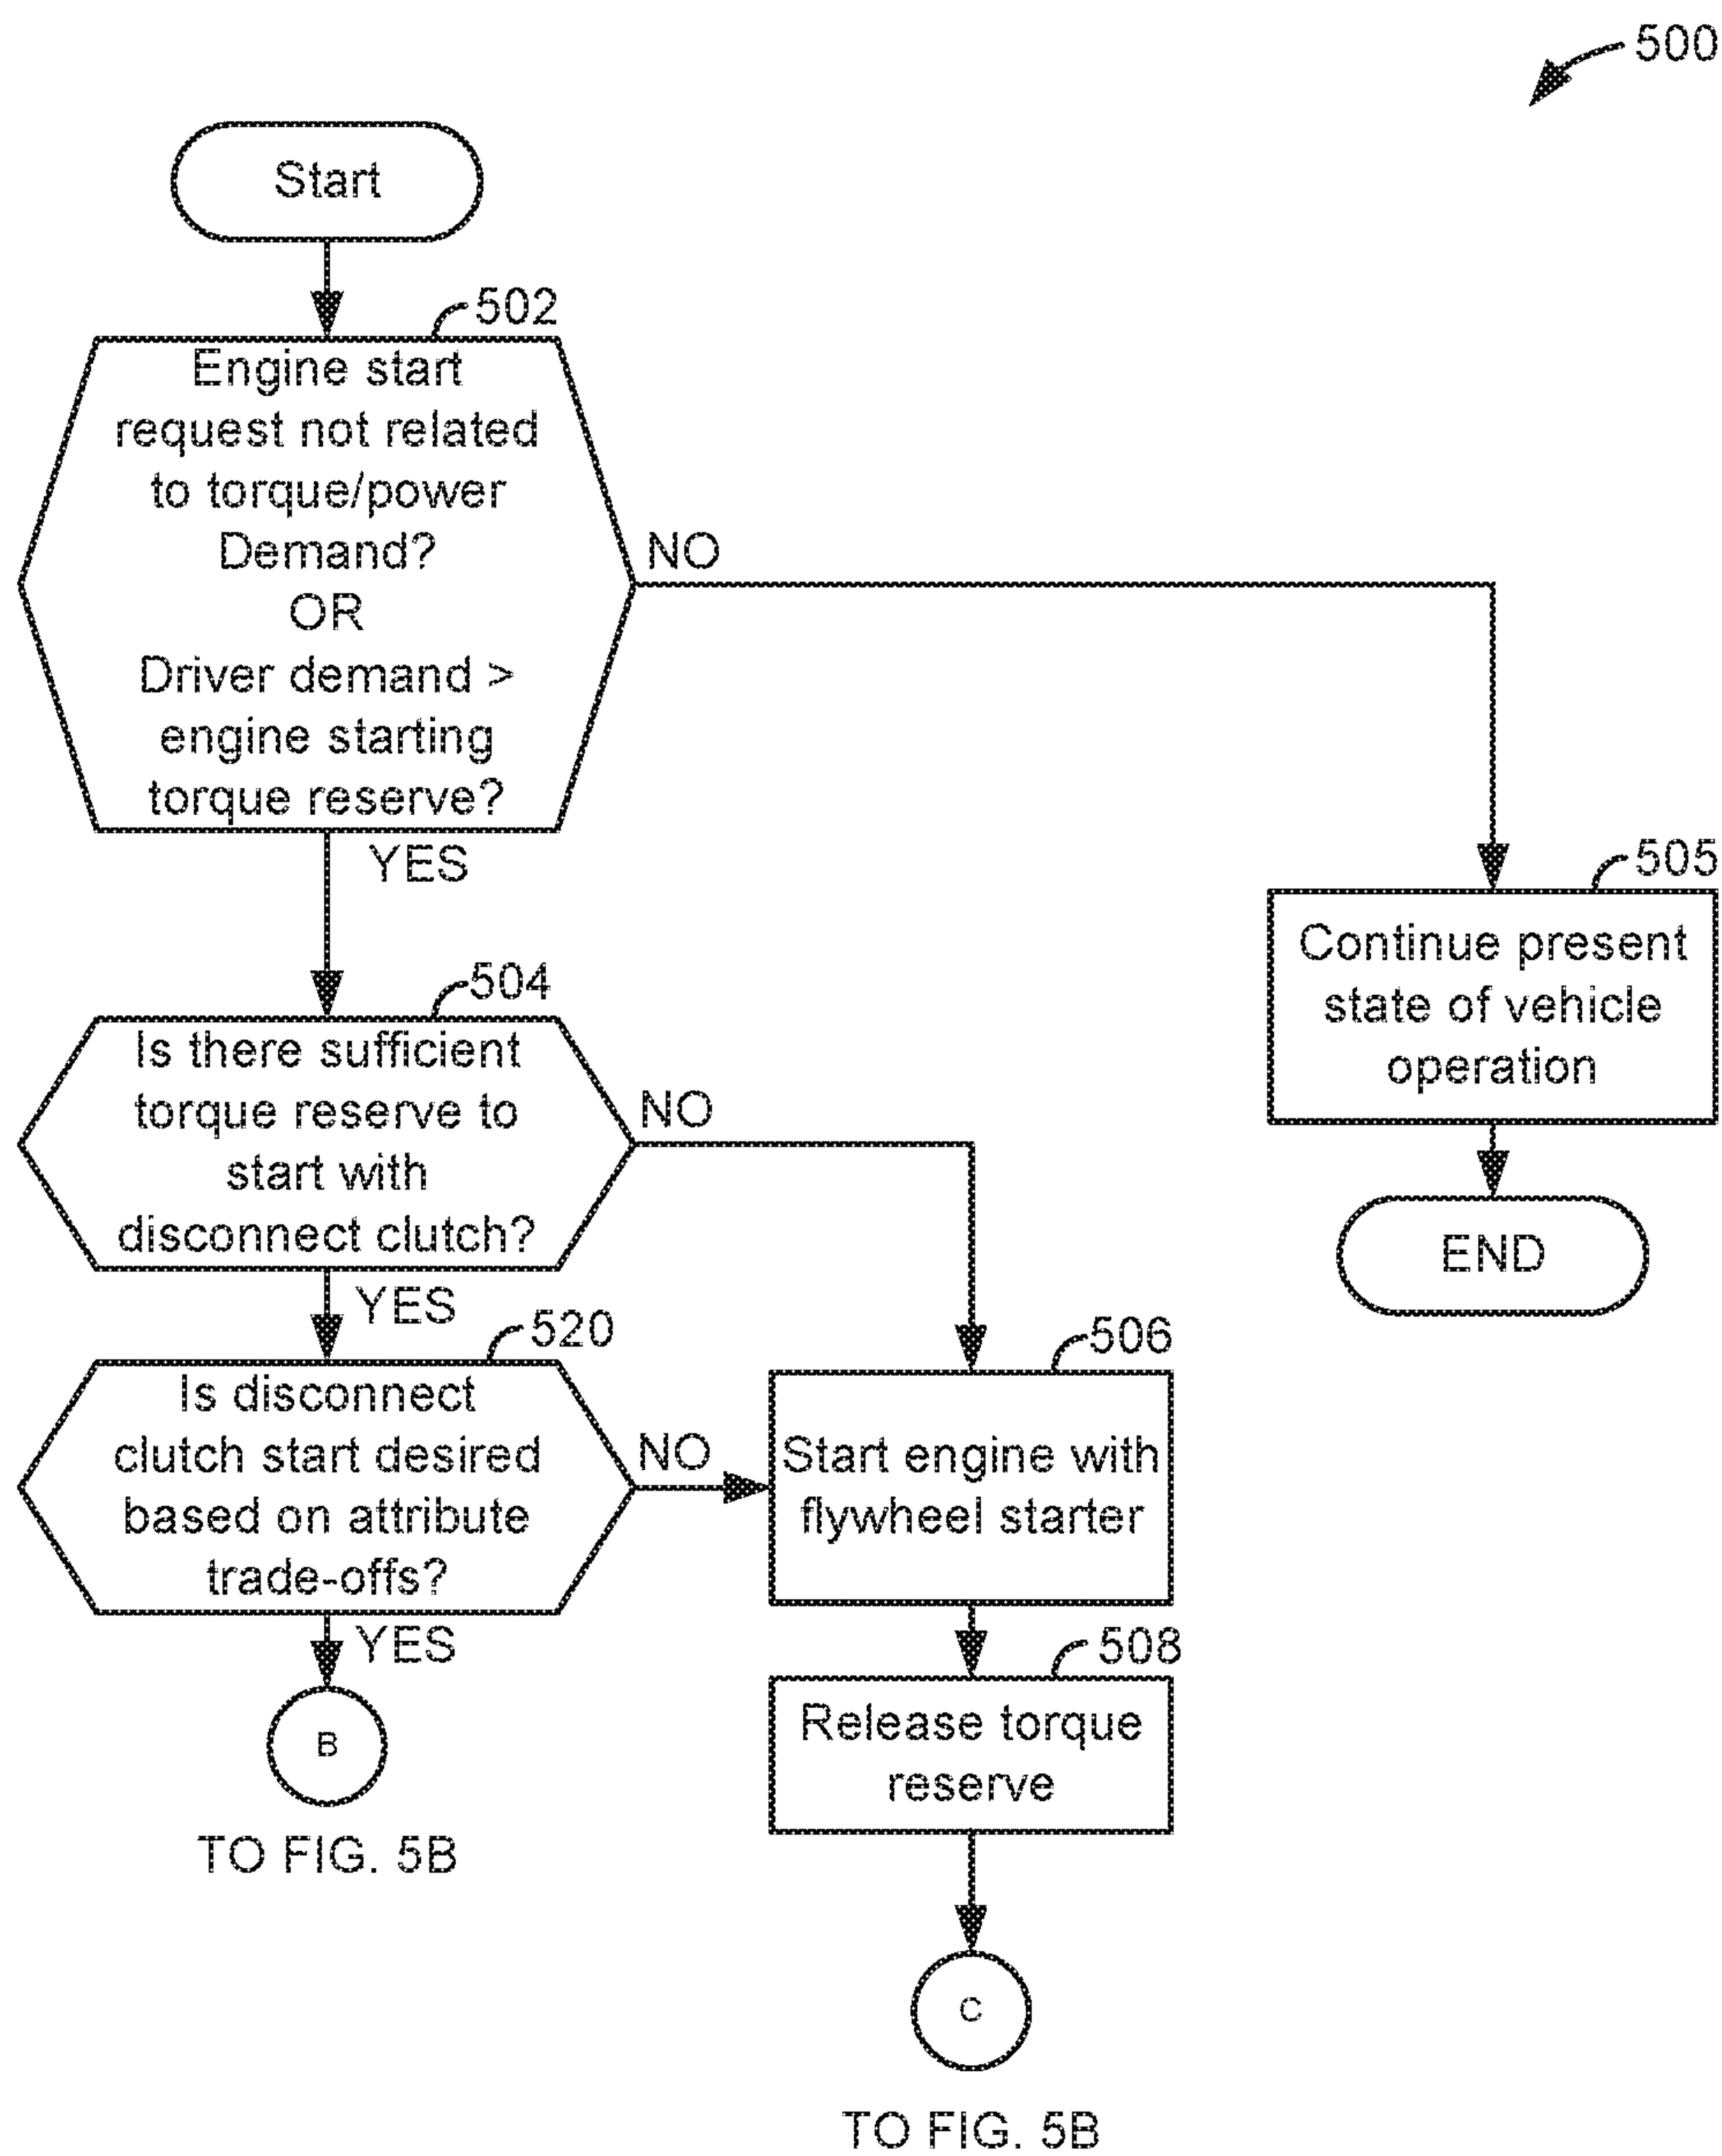 500
Start
502
Engine start
request not related
to torque/power
Demand?
OR
Driver demand >
engine starting
torque reserve?
NO
YES
505
Continue present
state of vehicle
operation
END
504
Is there sufficient
torque reserve to
start with
disconnect clutch?
NO
YES
520
Is disconnect
clutch start desired
based on attribute
trade-offs?
NO
YES
506
Start engine with
flywheel starter
508
Release torque
reserve
B
TO FIG. 5B
C
TO FIG. 5B